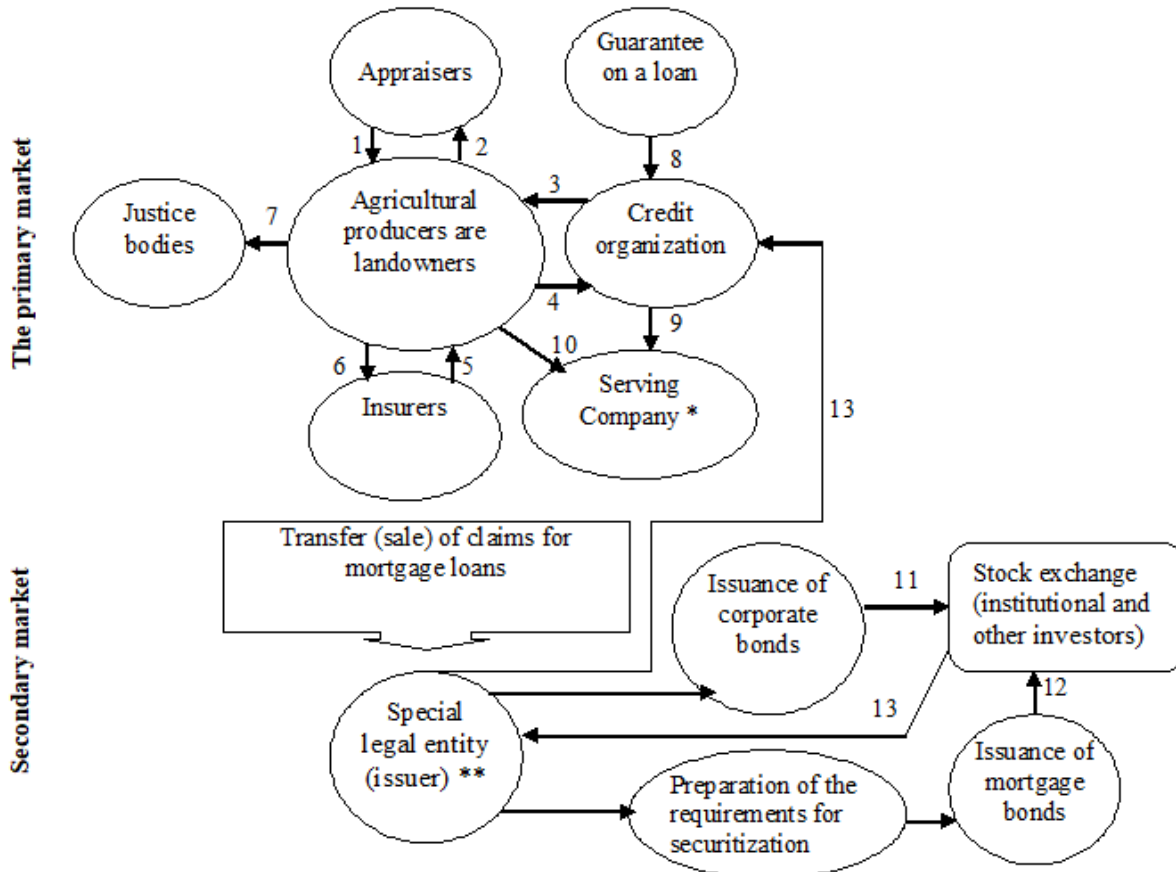 The primary market
Appraisers
Guarantee
on a loan
1
2
8
Justice
bodies
7
Agricultural
producers are
landowners
3
Credit
organization
4
9
6
5
10
Insurers
Serving
Company *
13
Secondary market
Transfer (sale) of claims for
mortgage loans
Issuance of
corporate
bonds
11
Stock exchange
(institutional and
other investors)
12
13
Special
legal entity
(issuer) **
Preparation of the
requirements for
securitization
Issuance of
mortgage
bonds